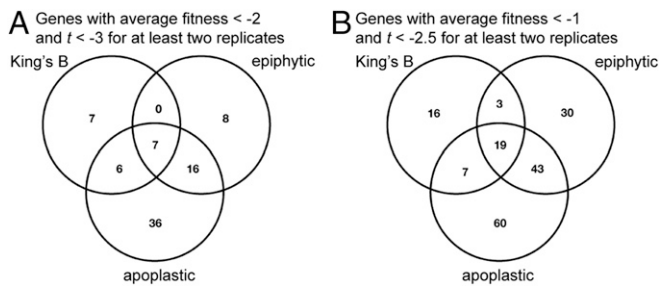 A Genes with average fitness < -2
and t < -3 for at least two replicates
King's B
epiphytic
7
0
8
7
6
16
36
apoplastic
B Genes with average fitness < -1
and t < -2.5 for at least two replicates
King's B
epiphytic
16
3
30
19
7
43
60
apoplastic